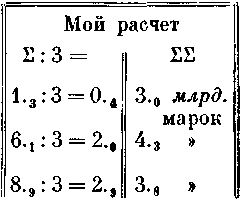 Мой расчет
Σ : 3 = ΣΣ
1.₃ : 3 = 0.₄ 3.₀ млрд.
марок
6.₁ : 3 = 2.₀ 4.₃ »
8.₉ : 3 = 2.₉ 3.₆ »